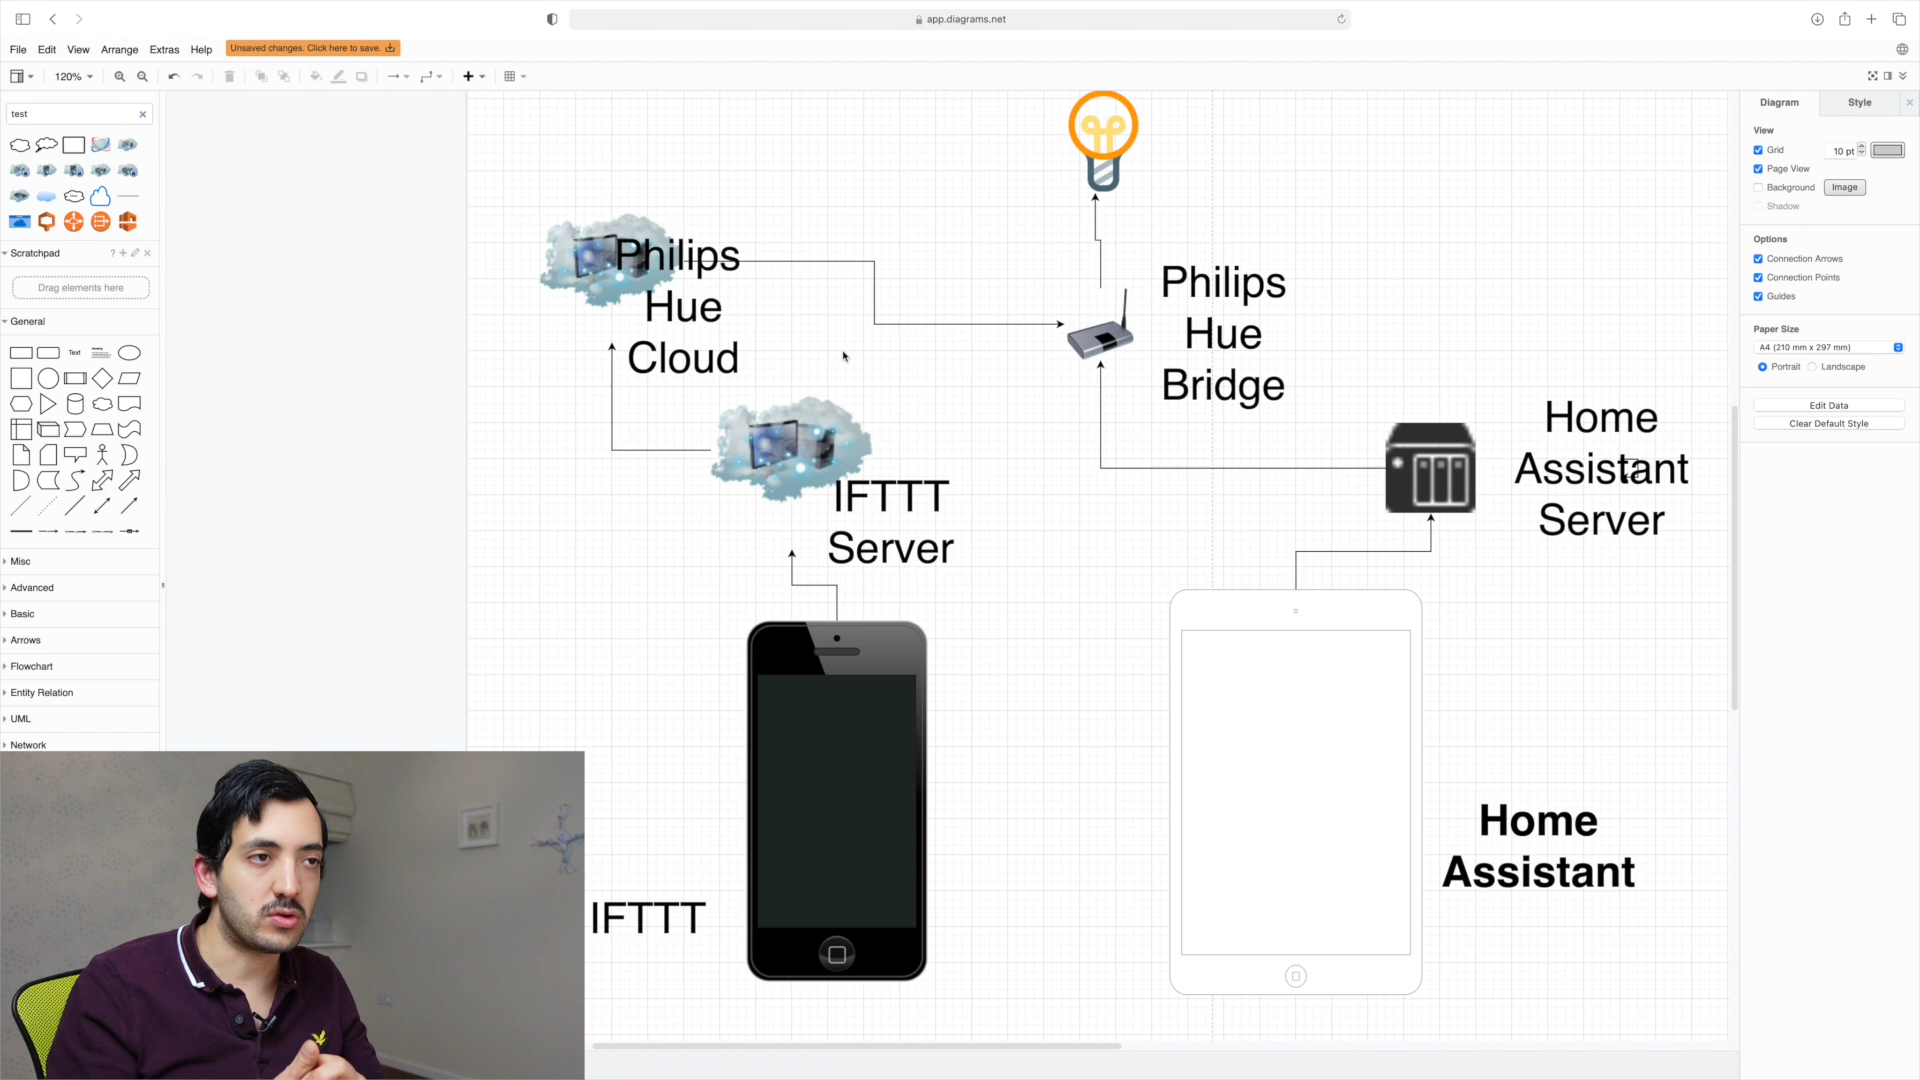 app.diagrams.net
File Edit View Arrange Extras Help Unsaved changes. Click here to save.
120%
test
Scratchpad
?
Drag elements here
General
Text
Misc
Advanced
Basic
Arrows
Flowchart
Entity Relation
UML
Network
Philips
Hue
Cloud
Philips
Hue
Bridge
IFTTT
Server
Home
Assistant
Server
IFTTT
Home
Assistant
Diagram Style
View
Grid 10 pt
Page View
Background Image
Shadow
Options
Connection Arrows
Connection Points
Guides
Paper Size
A4 (210 mm x 297 mm)
Portrait Landscape
Edit Data
Clear Default Style